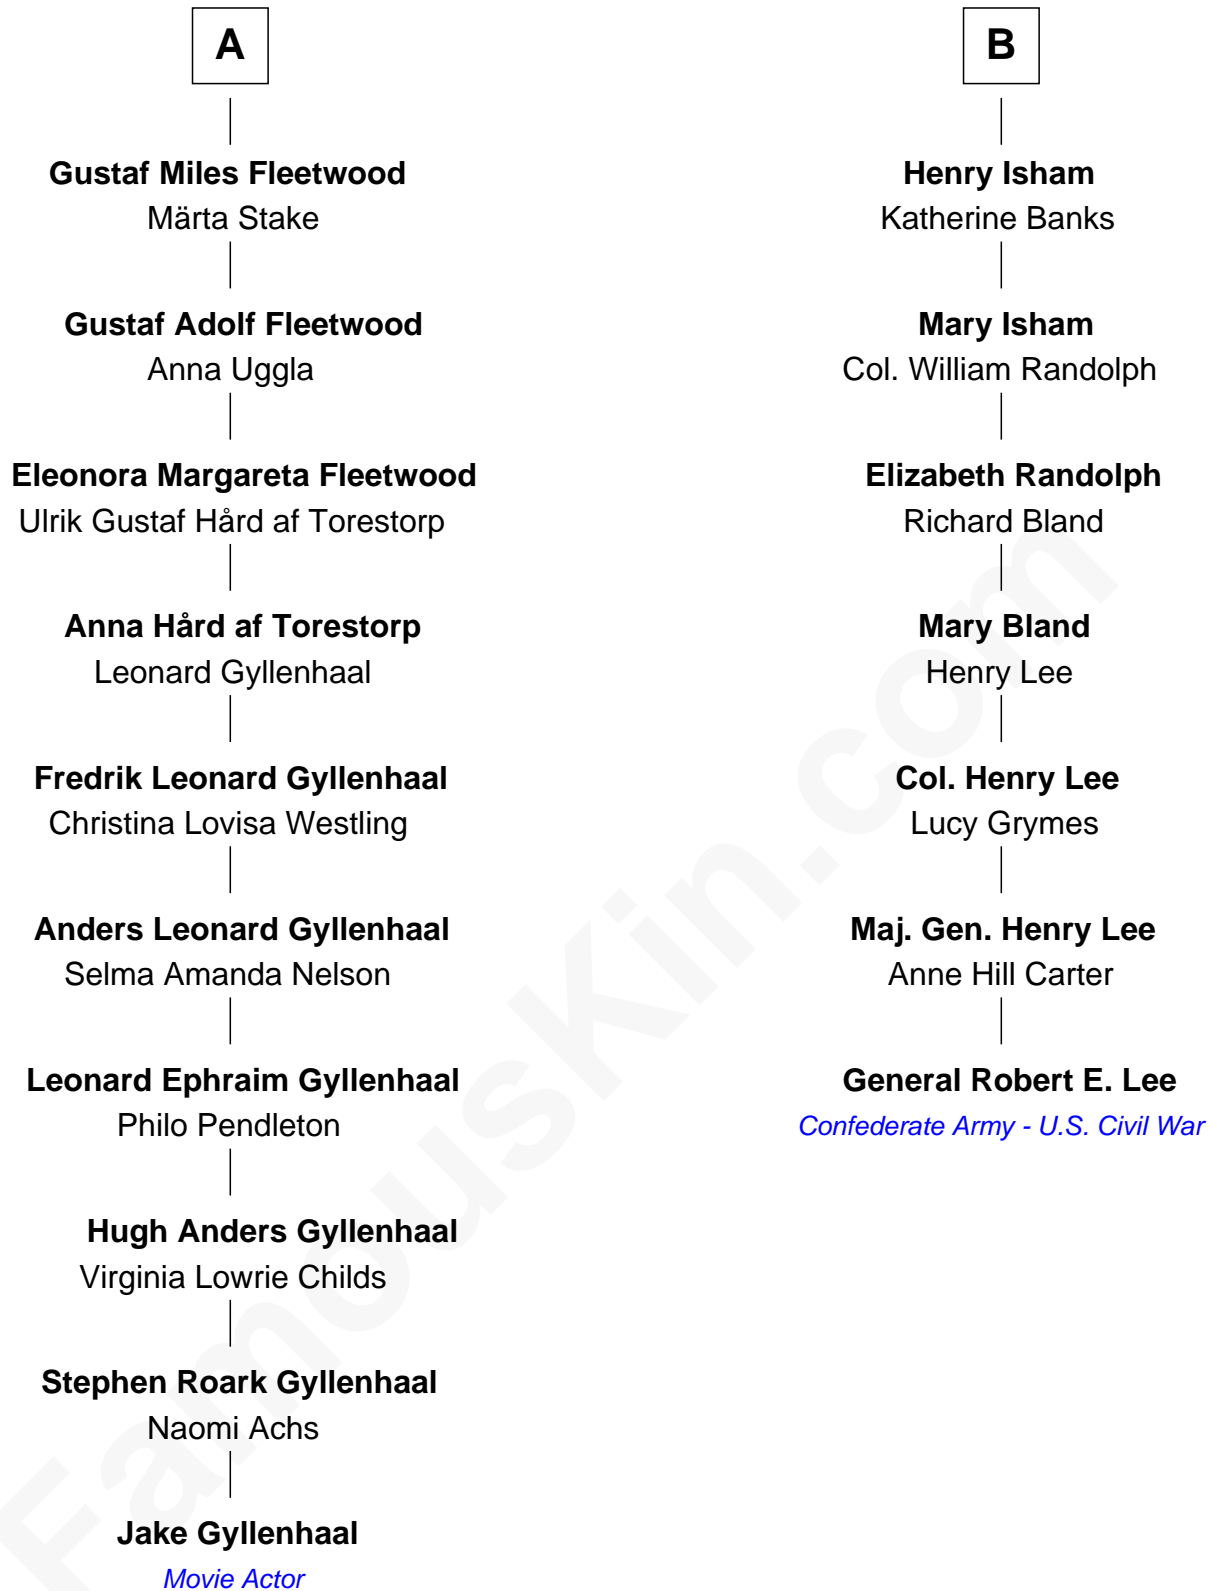 A
Gustaf Miles Fleetwood
Märta Stake
Gustaf Adolf Fleetwood
Anna Uggla
Eleonora Margareta Fleetwood
Ulrik Gustaf Hård af Torestorp
Anna Hård af Torestorp
Leonard Gyllenhaal
Fredrik Leonard Gyllenhaal
Christina Lovisa Westling
Anders Leonard Gyllenhaal
Selma Amanda Nelson
Leonard Ephraim Gyllenhaal
Philo Pendleton
Hugh Anders Gyllenhaal
Virginia Lowrie Childs
Stephen Roark Gyllenhaal
Naomi Achs
Jake Gyllenhaal
Movie Actor
B
Henry Isham
Katherine Banks
Mary Isham
Col. William Randolph
Elizabeth Randolph
Richard Bland
Mary Bland
Henry Lee
Col. Henry Lee
Lucy Grymes
Maj. Gen. Henry Lee
Anne Hill Carter
General Robert E. Lee
Confederate Army - U.S. Civil War
FamousKin.com